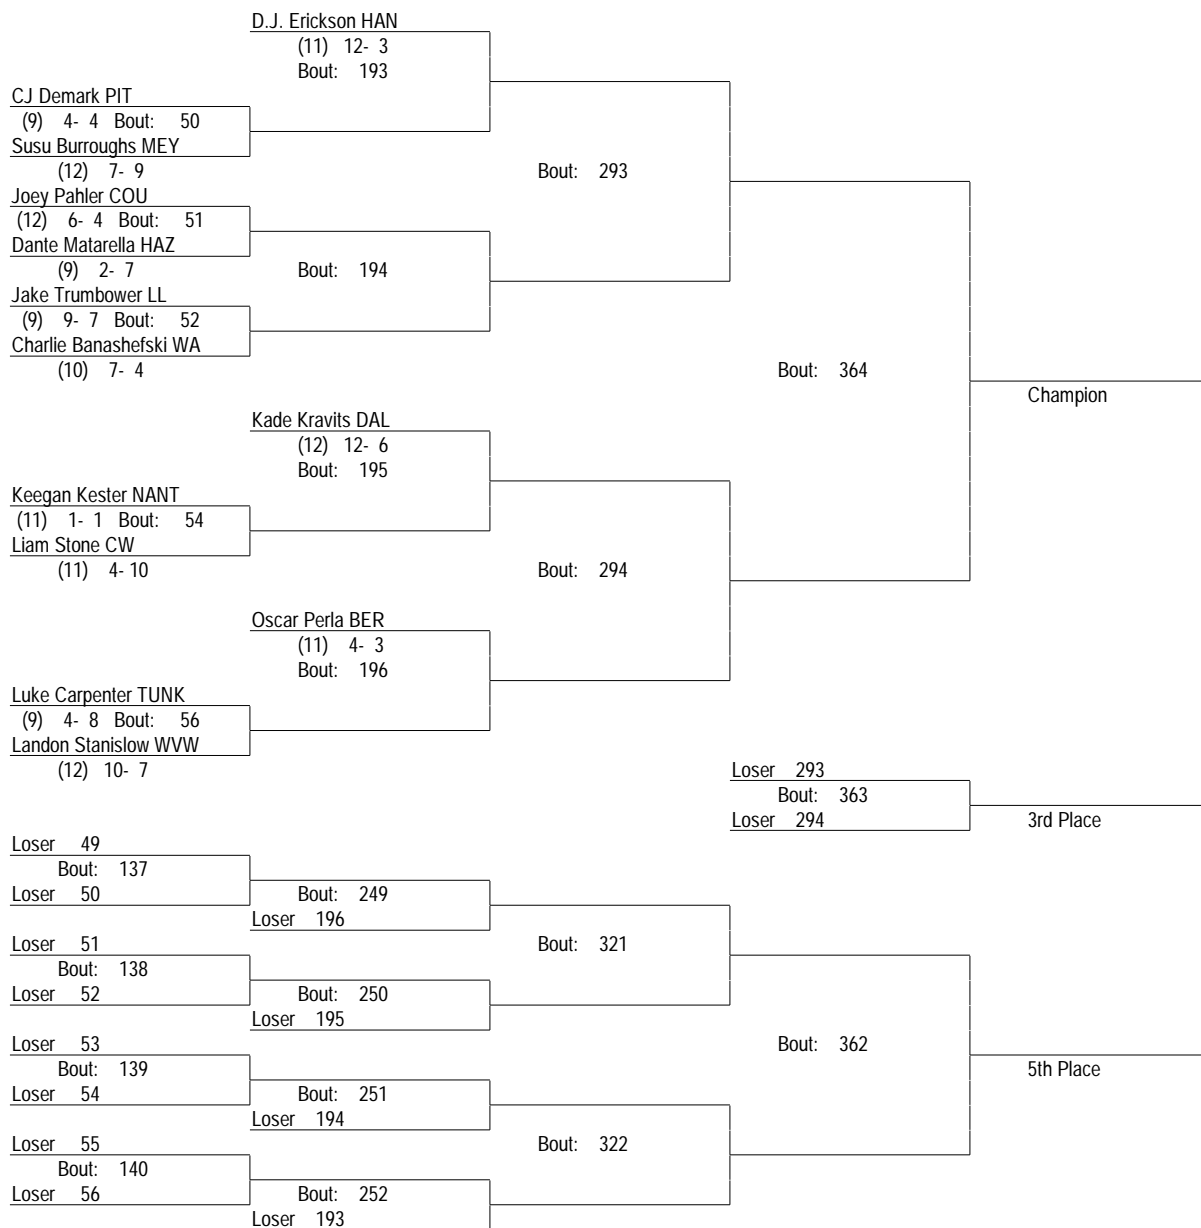 D.J. Erickson HAN
(11) 12- 3
Bout: 193
CJ Demark PIT
(9) 4- 4 Bout: 50
Susu Burroughs MEY
(12) 7- 9
Bout: 293
Joey Pahler COU
(12) 6- 4 Bout: 51
Dante Matarella HAZ
(9) 2- 7
Bout: 194
Jake Trumbower LL
(9) 9- 7 Bout: 52
Charlie Banashefski WA
(10) 7- 4
Bout: 364
Champion
Kade Kravits DAL
(12) 12- 6
Bout: 195
Keegan Kester NANT
(11) 1- 1 Bout: 54
Liam Stone CW
(11) 4- 10
Bout: 294
Oscar Perla BER
(11) 4- 3
Bout: 196
Luke Carpenter TUNK
(9) 4- 8 Bout: 56
Landon Stanislow WVW
(12) 10- 7
Loser 293
Bout: 363
Loser 294
3rd Place
Loser 49
Bout: 137
Loser 50
Bout: 249
Loser 196
Loser 51
Bout: 321
Bout: 138
Loser 52
Bout: 250
Loser 195
Loser 53
Bout: 362
Bout: 139
5th Place
Loser 54
Bout: 251
Loser 194
Loser 55
Bout: 322
Bout: 140
Loser 56
Bout: 252
Loser 193